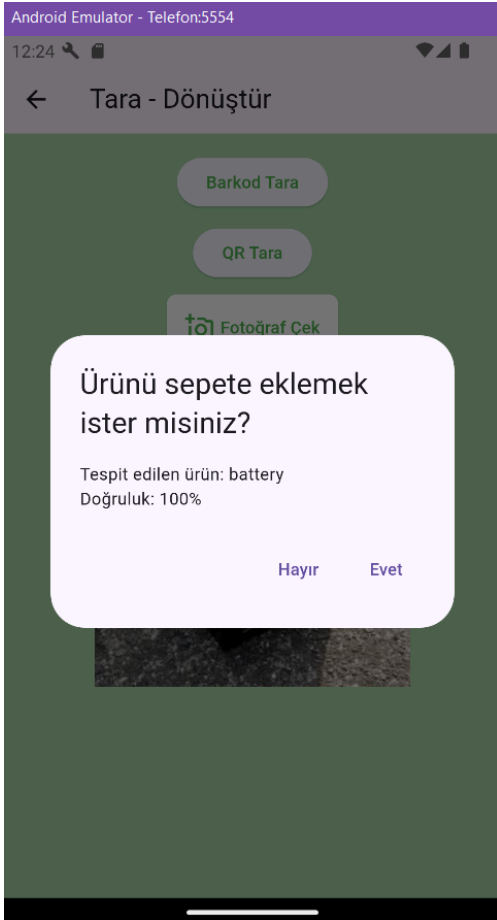 Android Emulator - Telefon:5554
12:24
Tara - Dönüştür
Barkod Tara
QR Tara
Fotoğraf Çek
Ürünü sepete eklemek
ister misiniz?
Tespit edilen ürün: battery
Doğruluk: 100%
Hayır
Evet